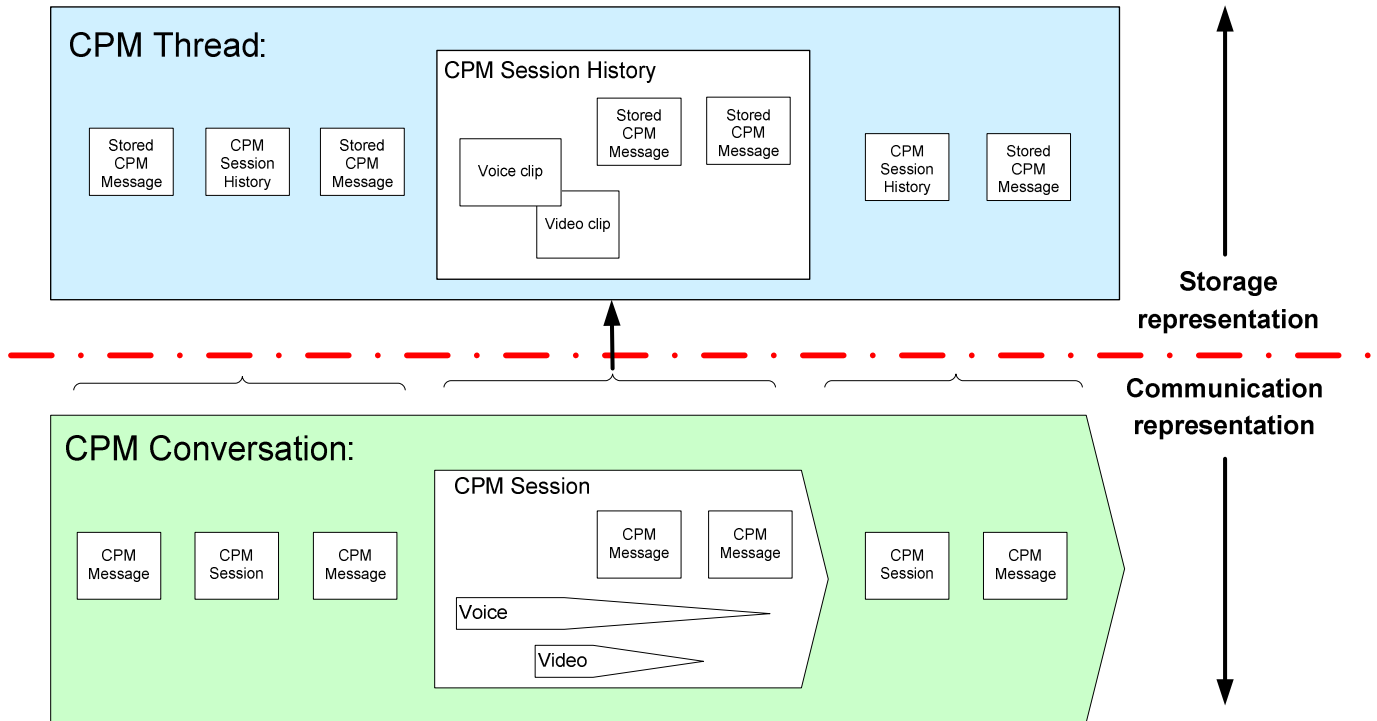 CPM Thread:
CPM Session History
Stored
CPM
Message
CPM
Session
History
Stored
CPM
Message
Voice clip
Video clip
Stored
CPM
Message
Stored
CPM
Message
CPM
Session
History
Stored
CPM
Message
Storage
representation
Communication
representation
CPM Conversation:
CPM Session
CPM
Message
CPM
Session
CPM
Message
CPM
Message
CPM
Message
Voice
Video
CPM
Session
CPM
Message